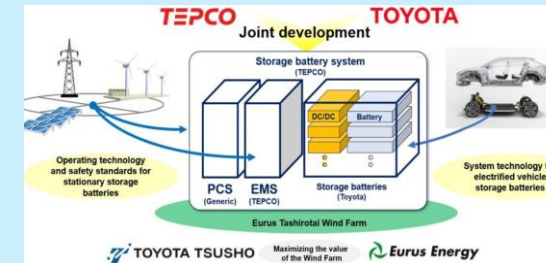 TEPCO
TOYOTA
Joint development
Storage battery system
(TEPCO)
DC/DC
Battery
Operating technology
and safety standards for
stationary storage
batteries
PCS
(Generic)
EMS
(TEPCO)
Storage batteries
(Toyota)
System technology
electrified vehicle
storage batteries
Eurus Tashirotai Wind Farm
TOYOTA TSUSHO
Maximizing the value
of the Wind Farm
Eurus Energy